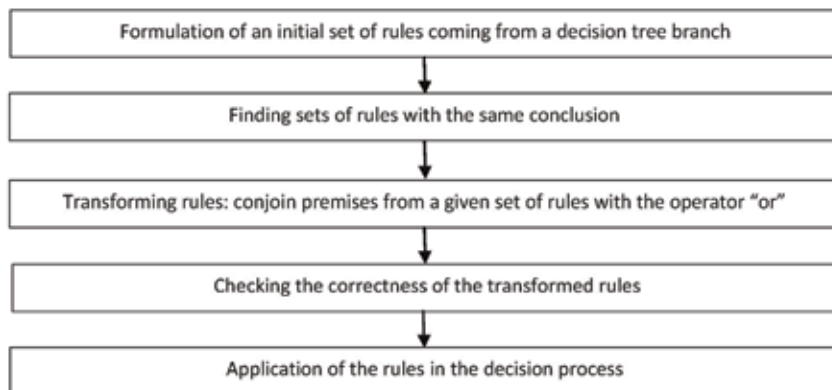 Formulation of an initial set of rules coming from a decision tree branch
Finding sets of rules with the same conclusion
Transforming rules: conjoin premises from a given set of rules with the operator “or”
Checking the correctness of the transformed rules
Application of the rules in the decision process